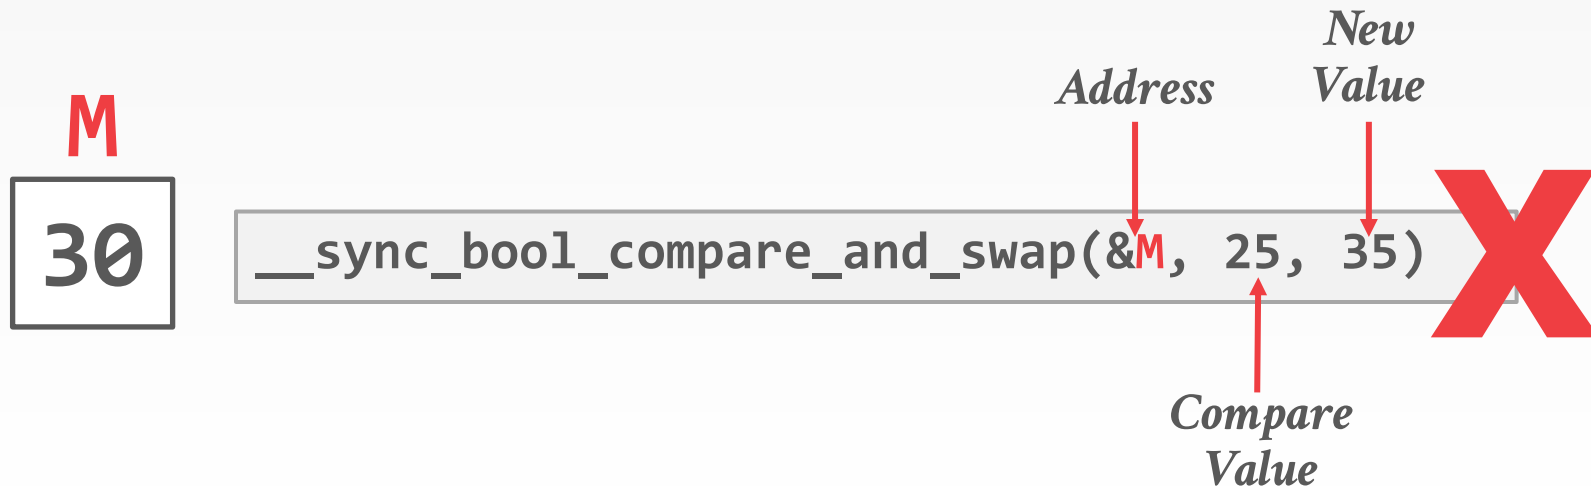 New
Value
Address
M
30
__sync_bool_compare_and_swap(&M, 25, 35)
X
Compare
Value